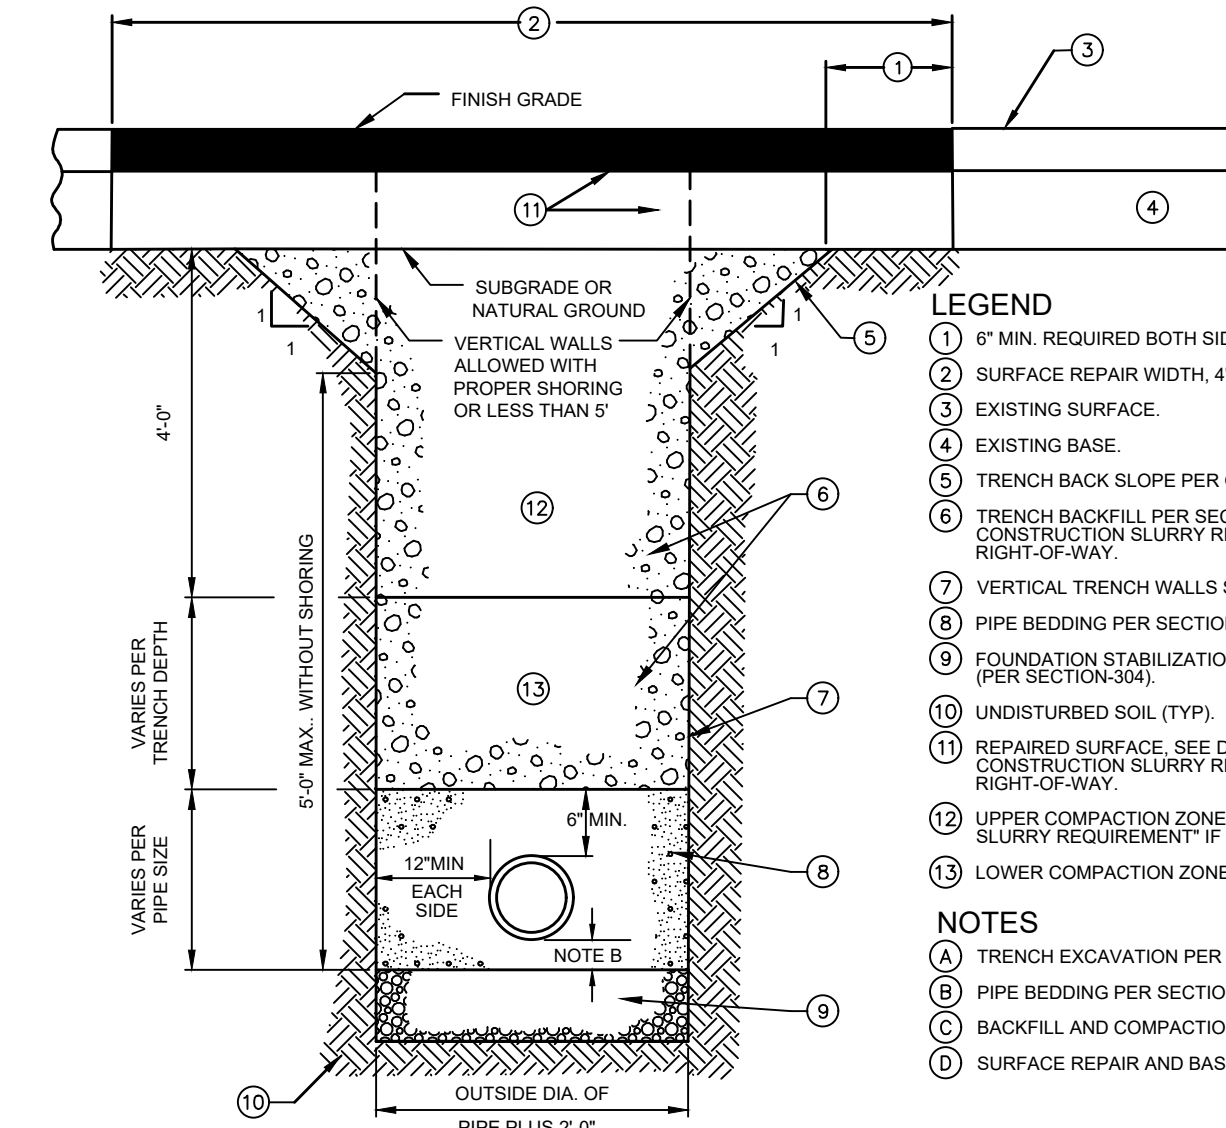 2
1
3
FINISH GRADE
11
4
SUBGRADE OR
NATURAL GROUND
1
1
1
1
VERTICAL WALLS
ALLOWED WITH
PROPER SHORING
OR LESS THAN 5'
5
4'-0"
12
6
5'-0" MAX.. WITHOUT SHORING
VARIES PER
TRENCH DEPTH
13
7
VARIES PER
PIPE SIZE
6" MIN.
12"MIN
EACH
SIDE
8
NOTE B
9
10
OUTSIDE DIA. OF
PIPE PLUS 2'-0"
LEGEND
1 6" MIN. REQUIRED BOTH
2 SURFACE REPAIR WIDTH, 4'
3 EXISTING SURFACE.
4 EXISTING BASE.
5 TRENCH BACK SLOPE PER
6 TRENCH BACKFILL PER
CONSTRUCTION SLURRY
RIGHT-OF-WAY.
7 VERTICAL TRENCH WALLS
8 PIPE BEDDING PER
9 FOUNDATION
(PER SECTION-304).
10 UNDISTURBED SOIL (TYP).
11 REPAIRED SURFACE, SEE
CONSTRUCTION SLURRY
RIGHT-OF-WAY.
12 UPPER COMPACTION ZONE
SLURRY REQUIREMENT" IF
13 LOWER COMPACTION ZONE
NOTES
A TRENCH EXCAVATION PER
B PIPE BEDDING PER
C BACKFILL AND
D SURFACE REPAIR AND